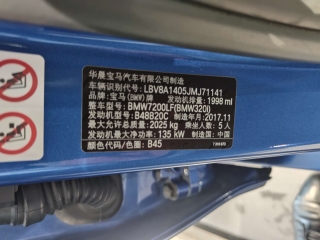 华晨宝马汽车有限公司制造
车辆识别代号: LBV8A1405JMJ71141
品牌: 宝马(BMW)牌 发动机排量: 1998 ml
整车型号: BMW7200LF(BMW320i)
发动机型号: B48B20C 制造年月: 2017.11
最大允许总质量: 2025 kg 乘坐人数: 5 人
发动机最大净功率: 135 kW 制造国: 中国
颜色代码/色漆: B45